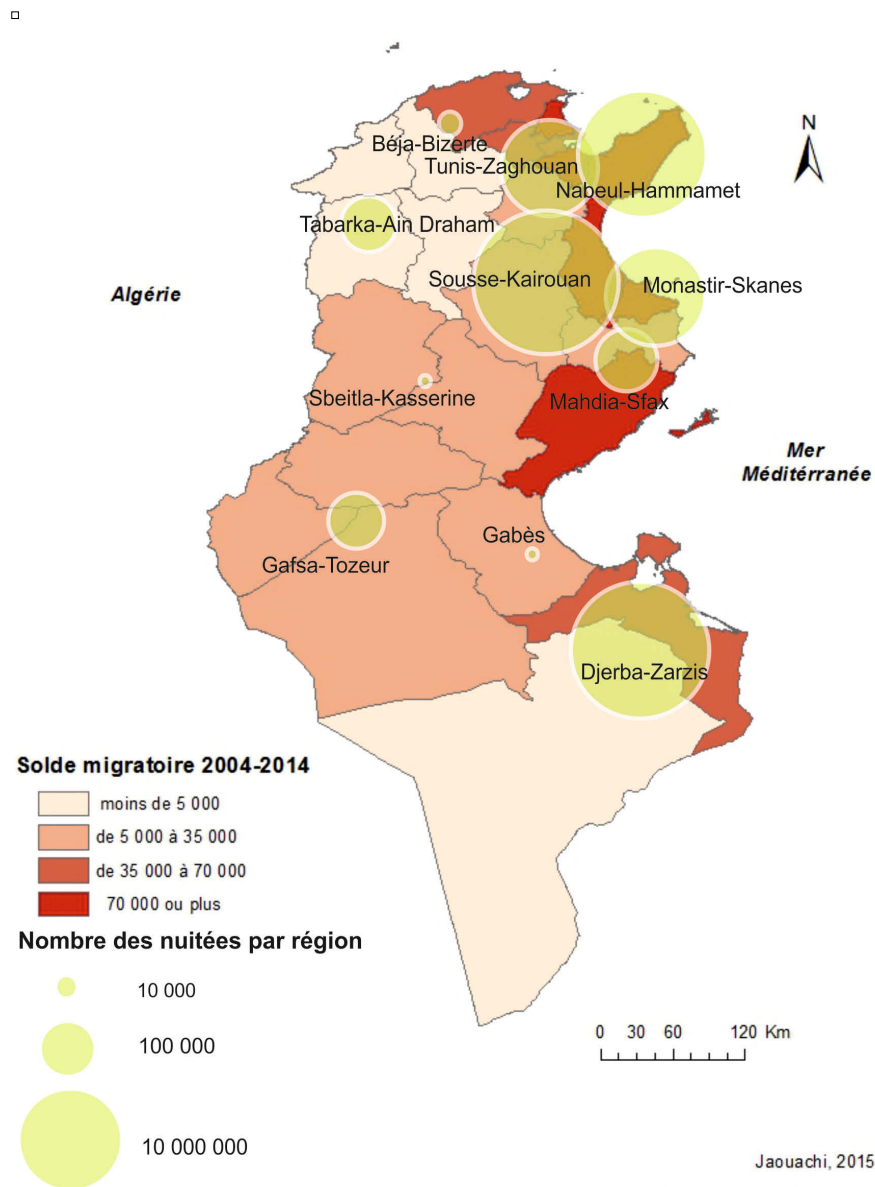 N
Béja-Bizerte
Tunis-Zaghouan
Nabeul-Hammamet
Tabarka-Ain Draham
Sousse-Kairouan
Monastir-Skanes
Algérie
Sbeitla-Kasserine
Mahdia-Sfax
Mer
Méditérranée
Gabès
Gafsa-Tozeur
Djerba-Zarzis
Solde migratoire 2004-2014
moins de 5 000
de 5 000 à 35 000
de 35 000 à 70 000
70 000 ou plus
Nombre des nuitées par région
10 000
100 000
10 000 000
0 30 60 120 Km
Jaouachi, 2015